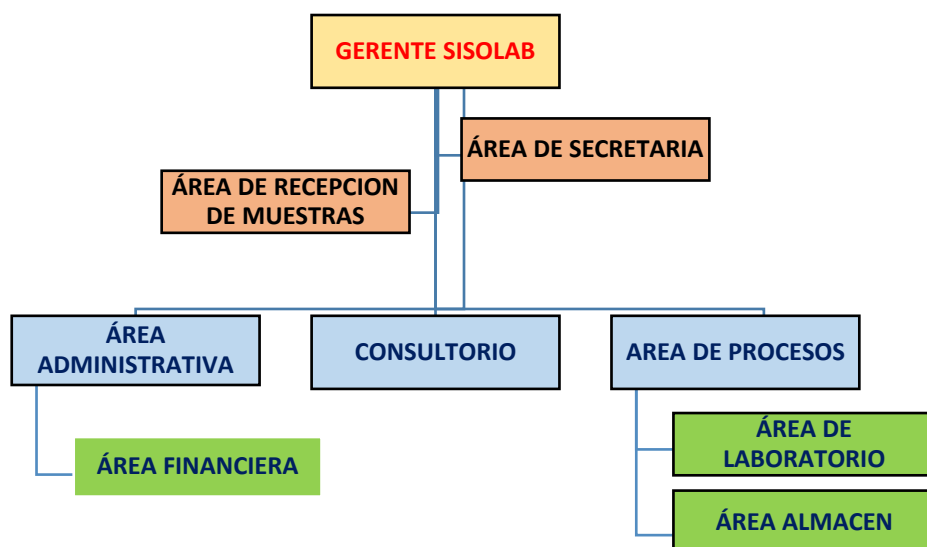 GERENTE SISOLAB
ÁREA DE SECRETARIA
ÁREA DE RECEPCION
DE MUESTRAS
ÁREA
ADMINISTRATIVA
CONSULTORIO
AREA DE PROCESOS
ÁREA FINANCIERA
ÁREA DE
LABORATORIO
ÁREA ALMACEN